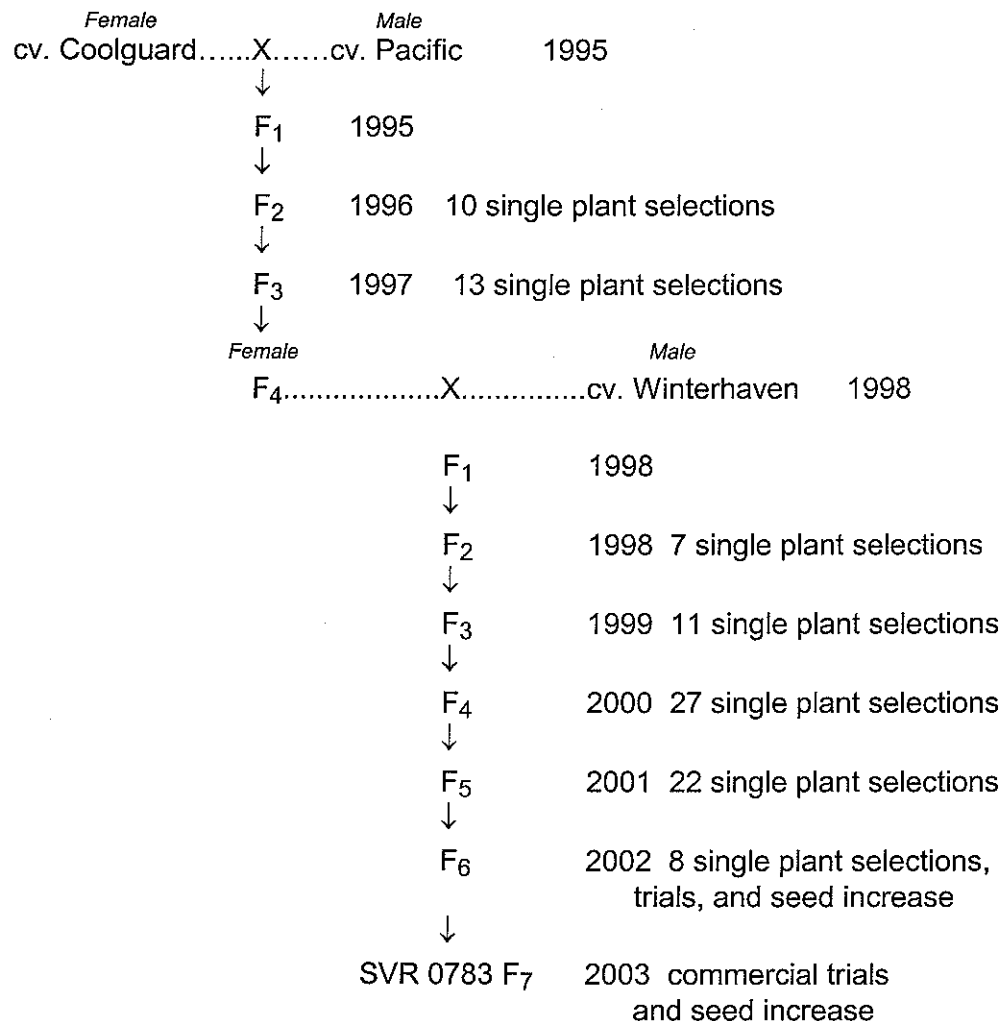 Female Male
cv. Coolguard......X......cv. Pacific 1995
↓
F₁ 1995
↓
F₂ 1996 10 single plant selections
↓
F₃ 1997 13 single plant selections
↓
Female Male
F₄....................X................cv. Winterhaven 1998
F₁ 1998
↓
F₂ 1998 7 single plant selections
↓
F₃ 1999 11 single plant selections
↓
F₄ 2000 27 single plant selections
↓
F₅ 2001 22 single plant selections
↓
F₆ 2002 8 single plant selections,
trials, and seed increase
↓
SVR 0783 F₇ 2003 commercial trials
and seed increase